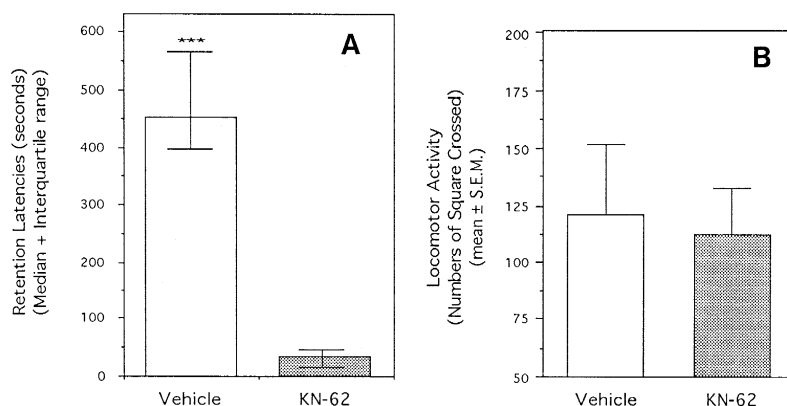 A
Retention Latencies (seconds)
(Median + Interquartile range)
600
500
400
300
200
100
0
***
Vehicle
KN-62
B
Locomotor Activity
(Numbers of Square Crossed)
(mean ± S.E.M.)
200
175
150
125
100
75
50
Vehicle
KN-62